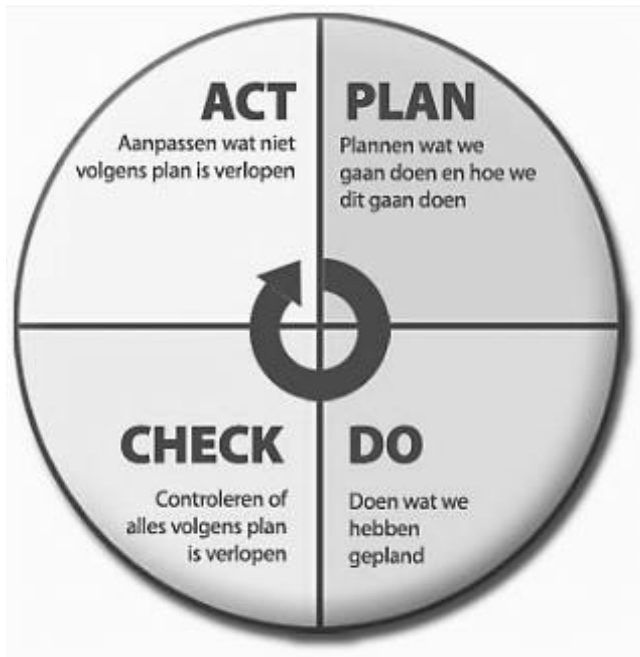 ACT
Aanpassen wat niet
volgens plan is verlopen
PLAN
Plannen wat we
gaan doen en hoe we
dit gaan doen
CHECK
Controleren of
alles volgens plan
is verlopen
DO
Doen wat we
hebben
gepland